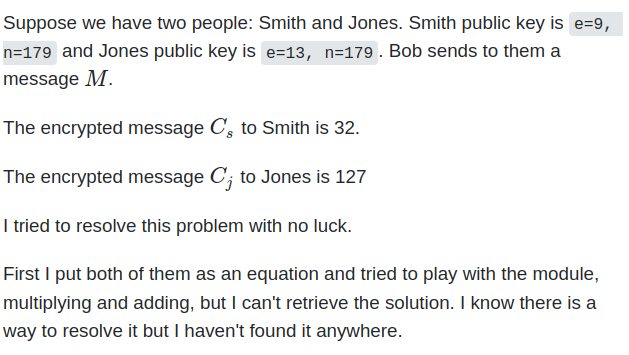 Suppose we have two people: Smith and Jones. Smith public key is e=9,
n=179 and Jones public key is e=13, n=179. Bob sends to them a
message M.
The encrypted message Cₛ to Smith is 32.
The encrypted message Cⱼ to Jones is 127
I tried to resolve this problem with no luck.
First I put both of them as an equation and tried to play with the module,
multiplying and adding, but I can't retrieve the solution. I know there is a
way to resolve it but I haven't found it anywhere.